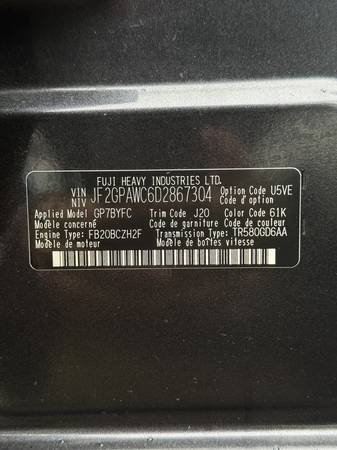 FUJI HEAVY INDUSTRIES LTD.
VIN NIV JF2GPAWC6D2867304 Option Code U5VE
Code d'option
Applied Model GP7BYFC Trim Code J20 Color Code 61K
Modèle concerné Code de garniture Code de couleur
Engine Type FB20BCZH2F Transmission Type TR580GD6AA
Modèle de moteur Modèle de boîtes vitesse